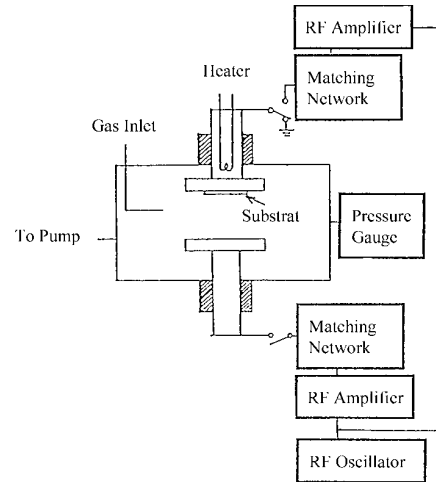 RF Amplifier
Heater
Matching
Network
Gas Inlet
Substrat
To Pump
Pressure
Gauge
Matching
Network
RF Amplifier
RF Oscillator